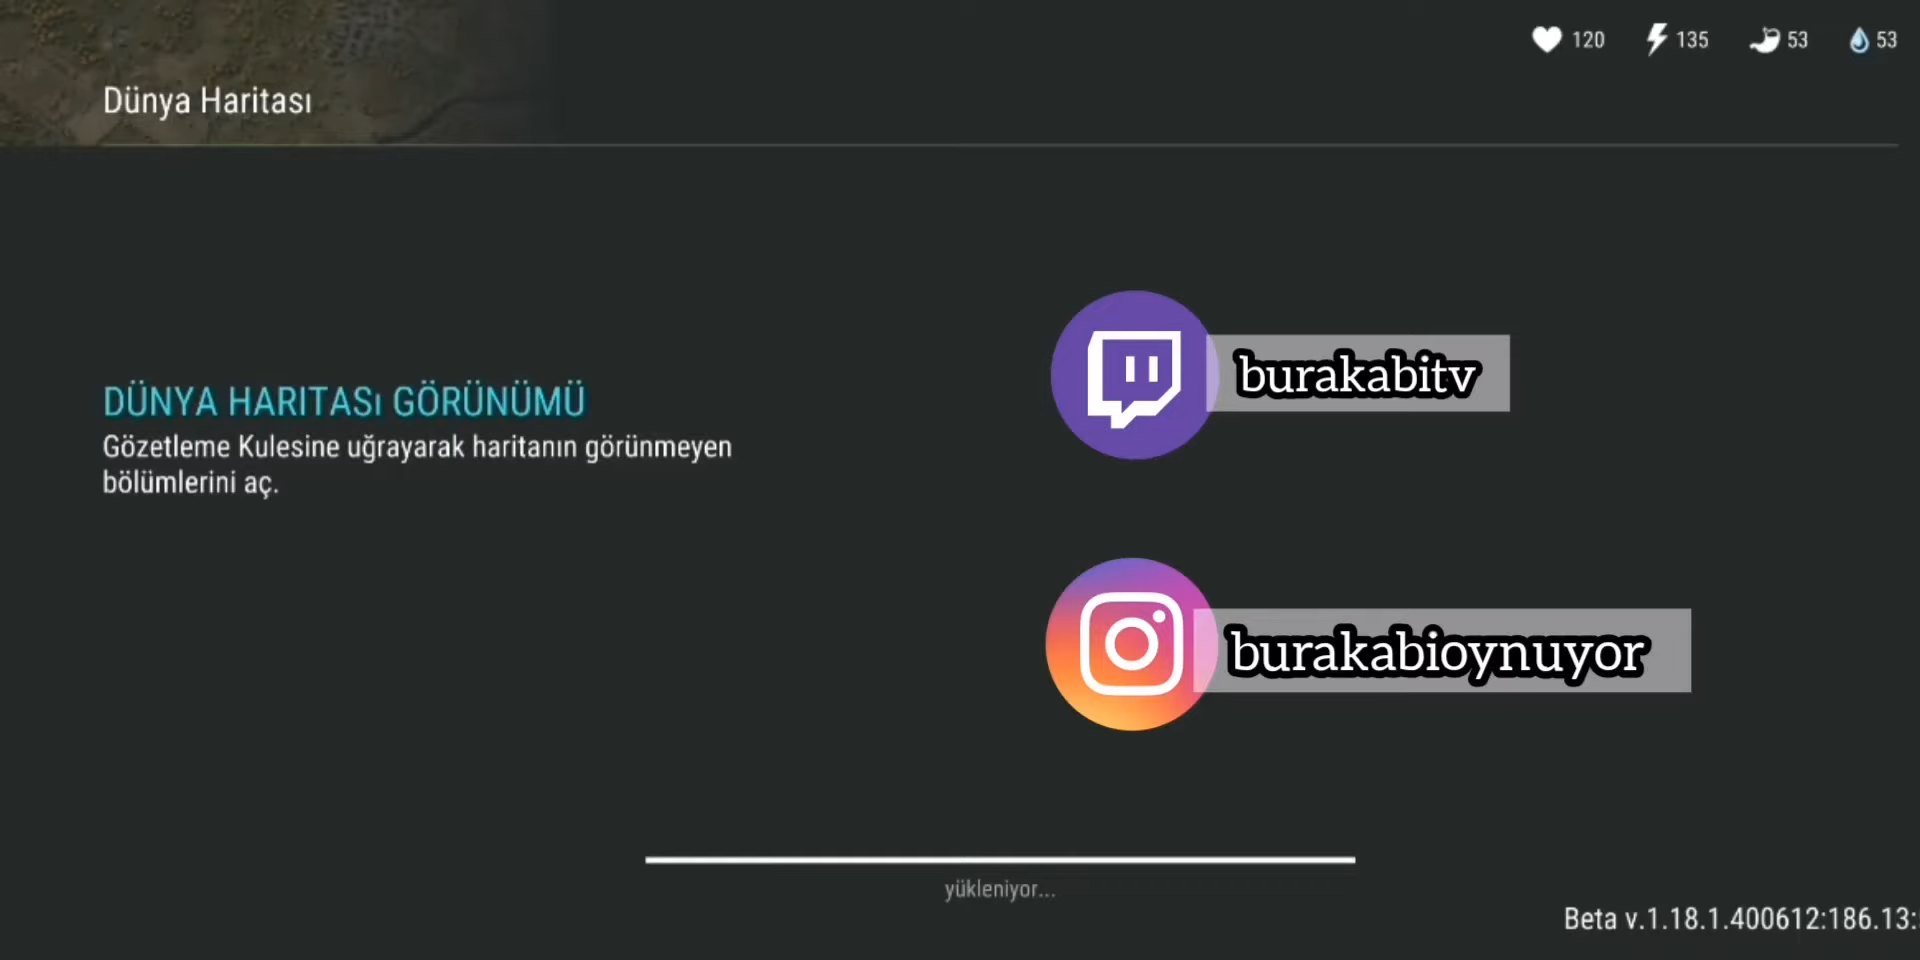 120 135 53 53
Dünya Haritası
DÜNYA HARITASı GÖRÜNÜMÜ
Gözetleme Kulesine uğrayarak haritanın görünmeyen
bölümlerini aç.
burakabitv
burakabioynuyor
yükleniyor...
Beta v.1.18.1.400612:186.13: